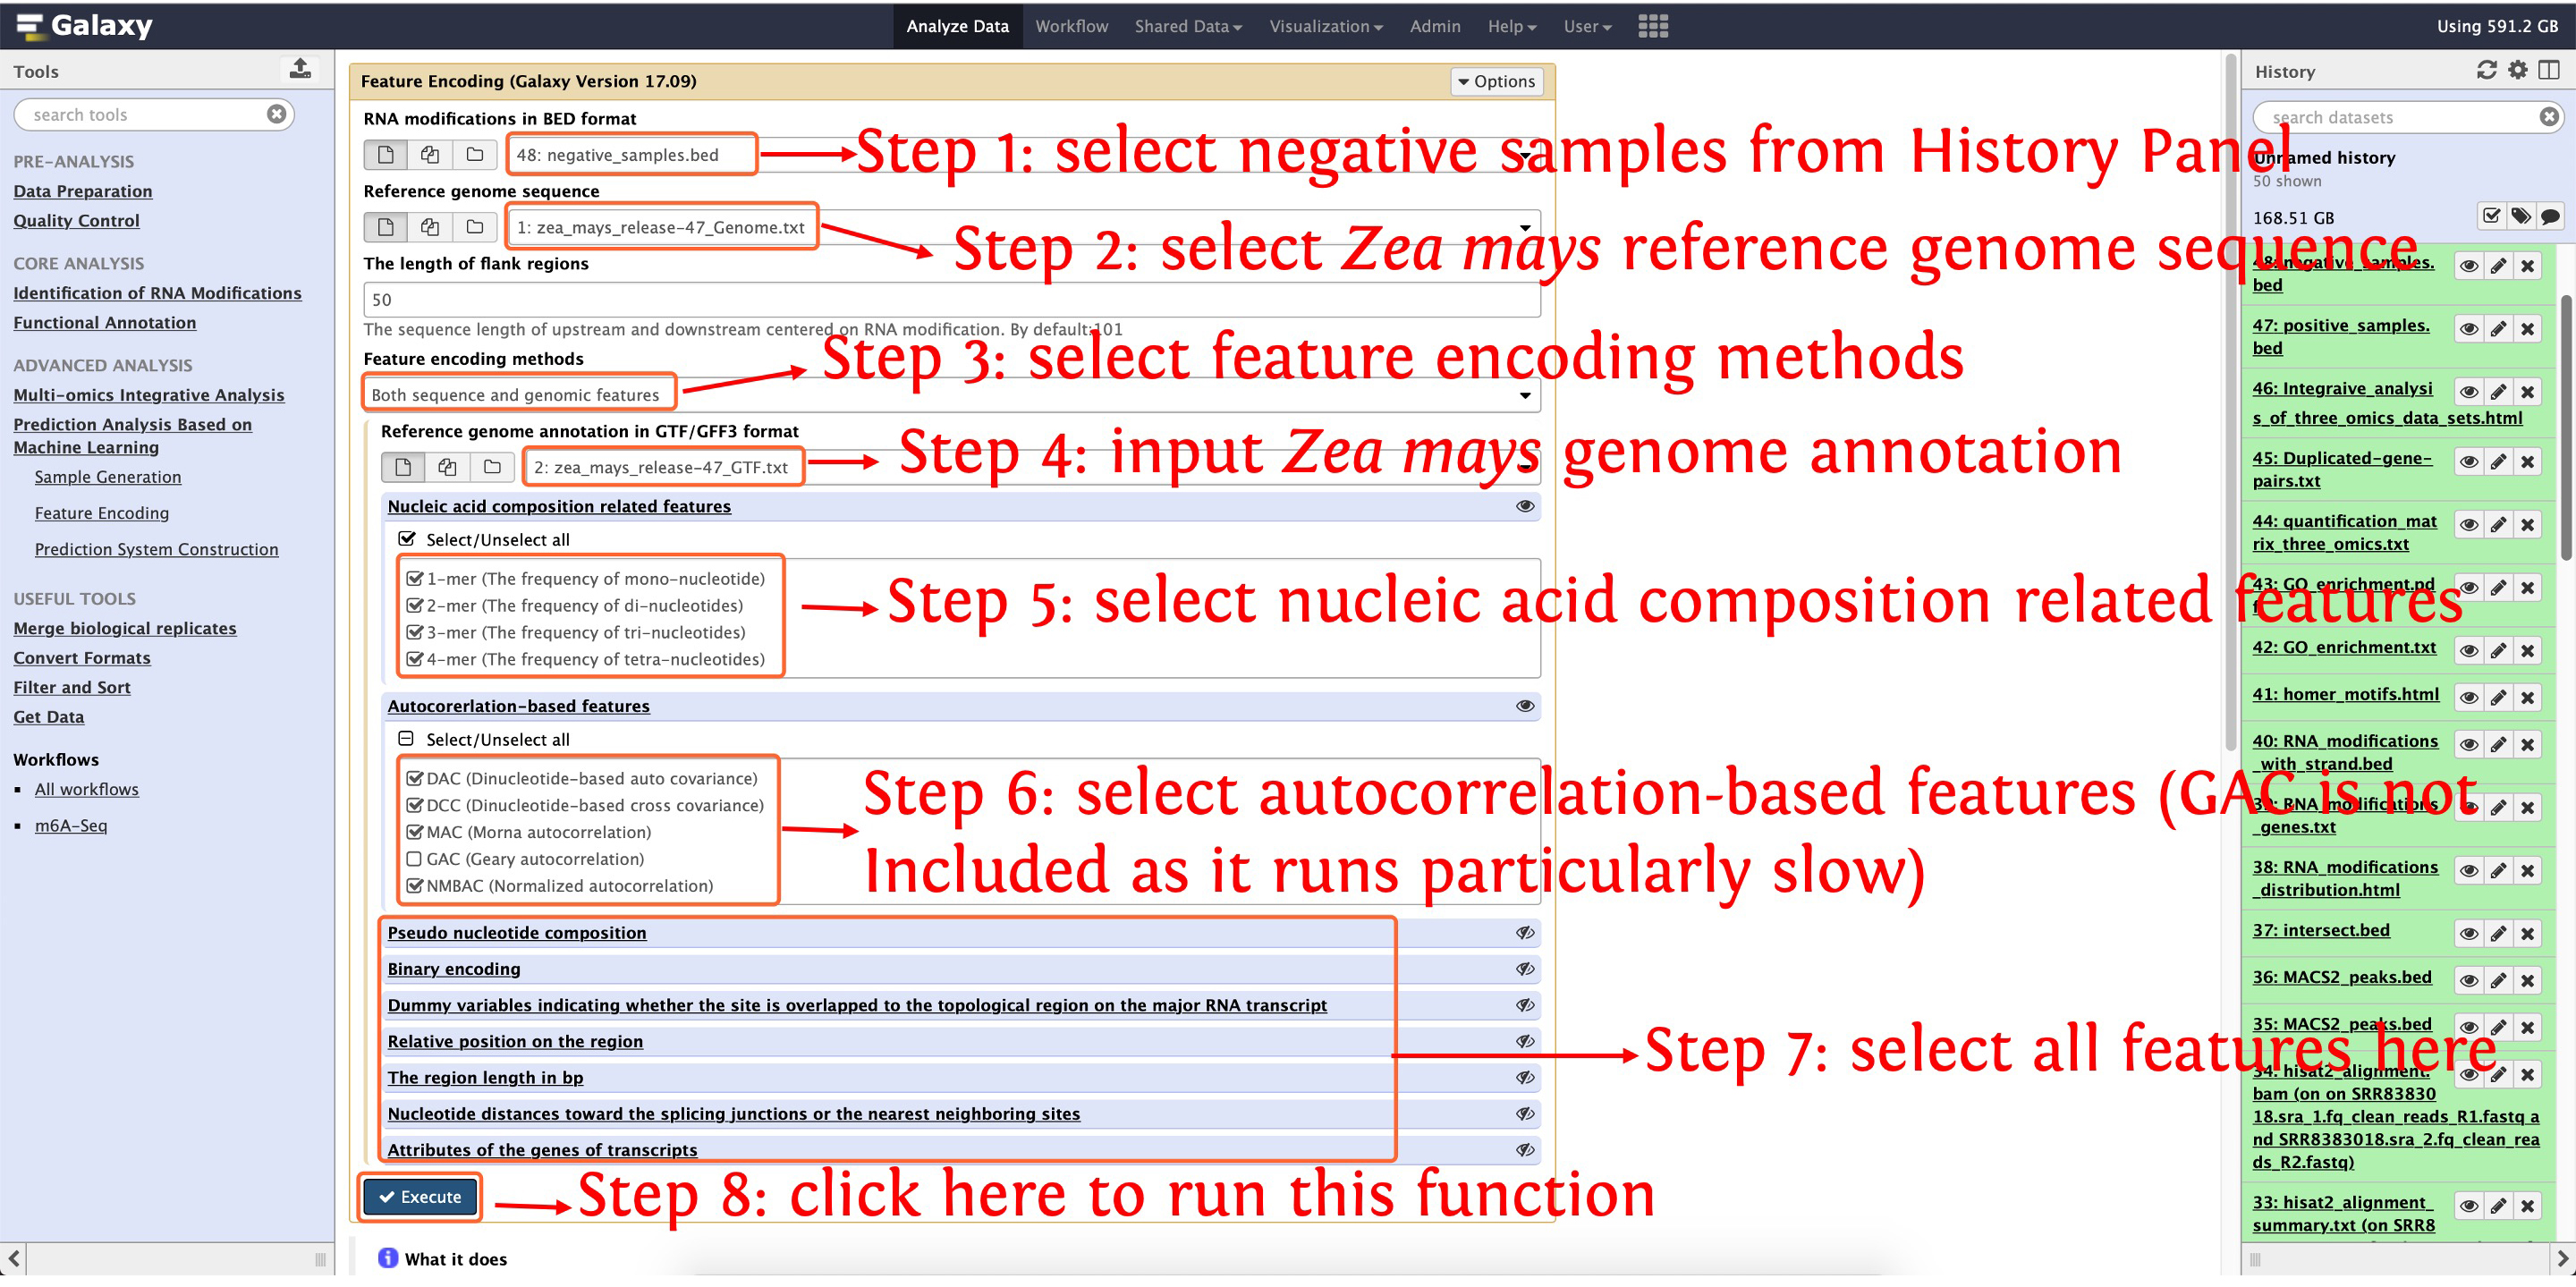 Galaxy
Analyze Data
Workflow
Shared Data
Visualization
Admin
Help
User
Using 591.2 GB
Tools
search tools
PRE-ANALYSIS
Data Preparation
Quality Control
CORE ANALYSIS
Identification of RNA Modifications
Functional Annotation
ADVANCED ANALYSIS
Multi-omics Integrative Analysis
Prediction Analysis Based on
Machine Learning
Sample Generation
Feature Encoding
Prediction System Construction
USEFUL TOOLS
Merge biological replicates
Convert Formats
Filter and Sort
Get Data
Workflows
All workflows
m6A-Seq
Feature Encoding (Galaxy Version 17.09)
Options
RNA modifications in BED format
48: negative_samples.bed
Step 1: select negative samples from History Panel
Reference genome sequence
1: zea_mays_release-47_Genome.txt
Step 2: select Zea mays reference genome sequence
The length of flank regions
50
The sequence length of upstream and downstream centered on RNA modification. By default:101
Feature encoding methods
Step 3: select feature encoding methods
Both sequence and genomic features
Reference genome annotation in GTF/GFF3 format
2: zea_mays_release-47_GTF.txt
Step 4: input Zea mays genome annotation
Nucleic acid composition related features
Select/Unselect all
1-mer (The frequency of mono-nucleotide)
2-mer (The frequency of di-nucleotides)
3-mer (The frequency of tri-nucleotides)
4-mer (The frequency of tetra-nucleotides)
Step 5: select nucleic acid composition related features
Autocorerlation-based features
Select/Unselect all
DAC (Dinucleotide-based auto covariance)
DCC (Dinucleotide-based cross covariance)
MAC (Morna autocorrelation)
GAC (Geary autocorrelation)
NMBAC (Normalized autocorrelation)
Step 6: select autocorrelation-based features (GAC is not
Included as it runs particularly slow)
Pseudo nucleotide composition
Binary encoding
Dummy variables indicating whether the site is overlapped to the topological region on the major RNA transcript
Relative position on the region
The region length in bp
Nucleotide distances toward the splicing junctions or the nearest neighboring sites
Attributes of the genes of transcripts
Step 7: select all features here
Execute
Step 8: click here to run this function
What it does
History
search datasets
Unnamed history
50 shown
168.51 GB
48: negative_samples.
bed
47: positive_samples.
bed
46: Integraive_analysi
s_of_three_omics_data_sets.html
45: Duplicated-gene-
pairs.txt
44: quantification_mat
rix_three_omics.txt
43: GO_enrichment.pd
f
42: GO_enrichment.txt
41: homer_motifs.html
40: RNA_modifications
_with_strand.bed
39: RNA_modifications
_genes.txt
38: RNA_modifications
_distribution.html
37: intersect.bed
36: MACS2_peaks.bed
35: MACS2_peaks.bed
34: hisat2_alignment.
bam (on on SRR83830
18.sra_1.fq_clean_reads_R1.fastq a
nd SRR8383018.sra_2.fq_clean_rea
ds_R2.fastq)
33: hisat2_alignment_
summary.txt (on SRR8